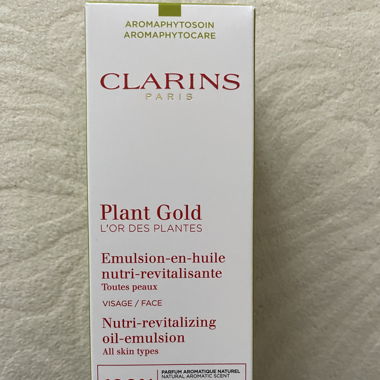 AROMAPHYTOSOIN
AROMAPHYTOCARE
CLARINS
PARIS
Plant Gold
L'OR DES PLANTES
Emulsion-en-huile
nutri-revitalisante
Toutes peaux
VISAGE / FACE
Nutri-revitalizing
oil-emulsion
All skin types
PARFUM AROMATIQUE NATUREL
NATURAL AROMATIC SCENT